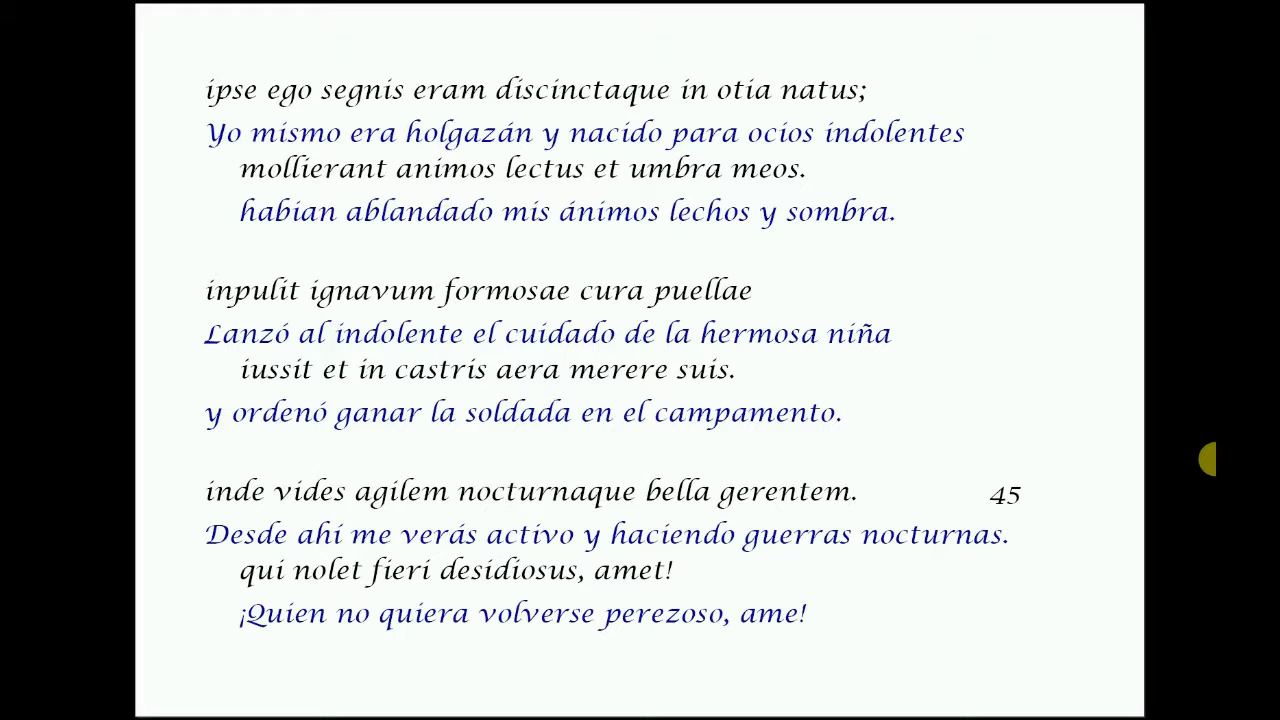 ipse ego segnis eram discinctaque in otia natus;
Yo mismo era holgazán y nacido para ocios indolentes
mollierant animos lectus et umbra meos.
habían ablandado mis ánimos lechos y sombra.
inpulit ignavum formosae cura puellae
Lanzó al indolente el cuidado de la hermosa niña
iussit et in castris aera merere suis.
y ordenó ganar la soldada en el campamento.
inde vides agilem nocturnaque bella gerentem. 45
Desde ahí me verás activo y haciendo guerras nocturnas.
qui nolet fieri desidiosus, amet!
¡Quien no quiera volverse perezoso, ame!